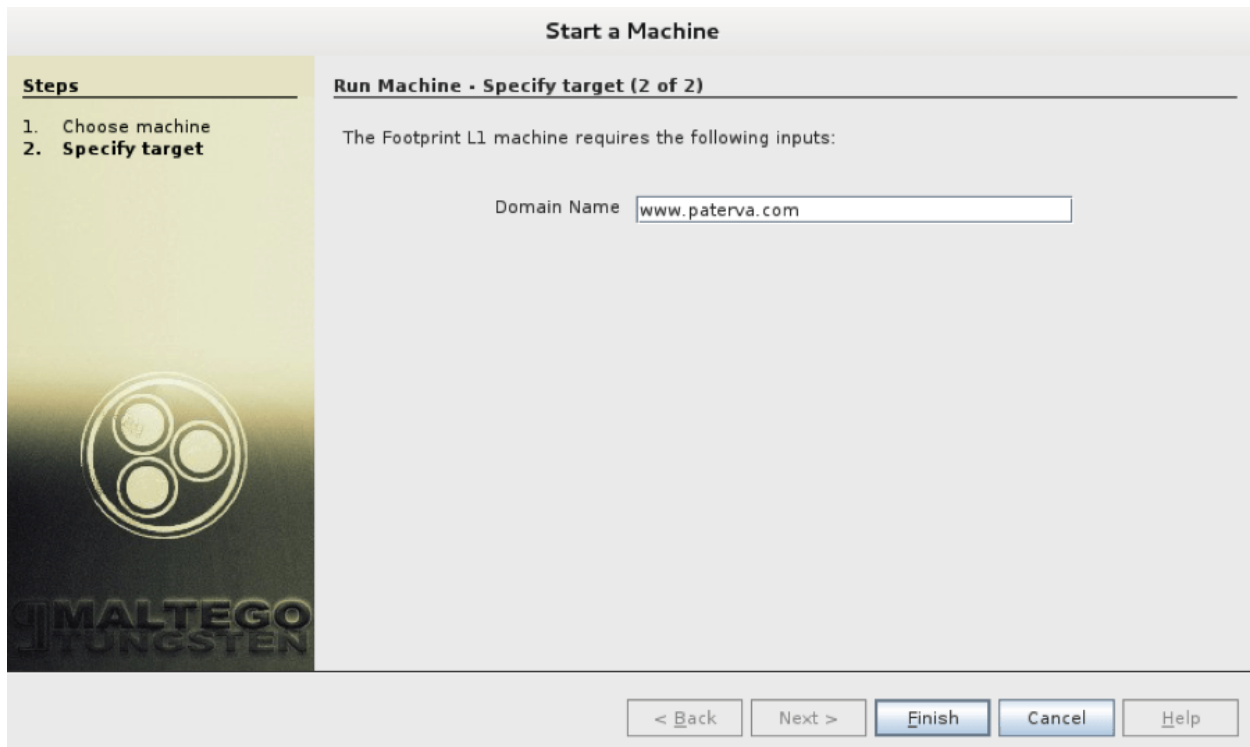 Start a Machine
Steps
1. Choose machine
2. Specify target
Run Machine - Specify target (2 of 2)
The Footprint L1 machine requires the following inputs:
Domain Name www.paterva.com
MALTEGO
TUNGSTEN
< Back Next > Finish Cancel Help